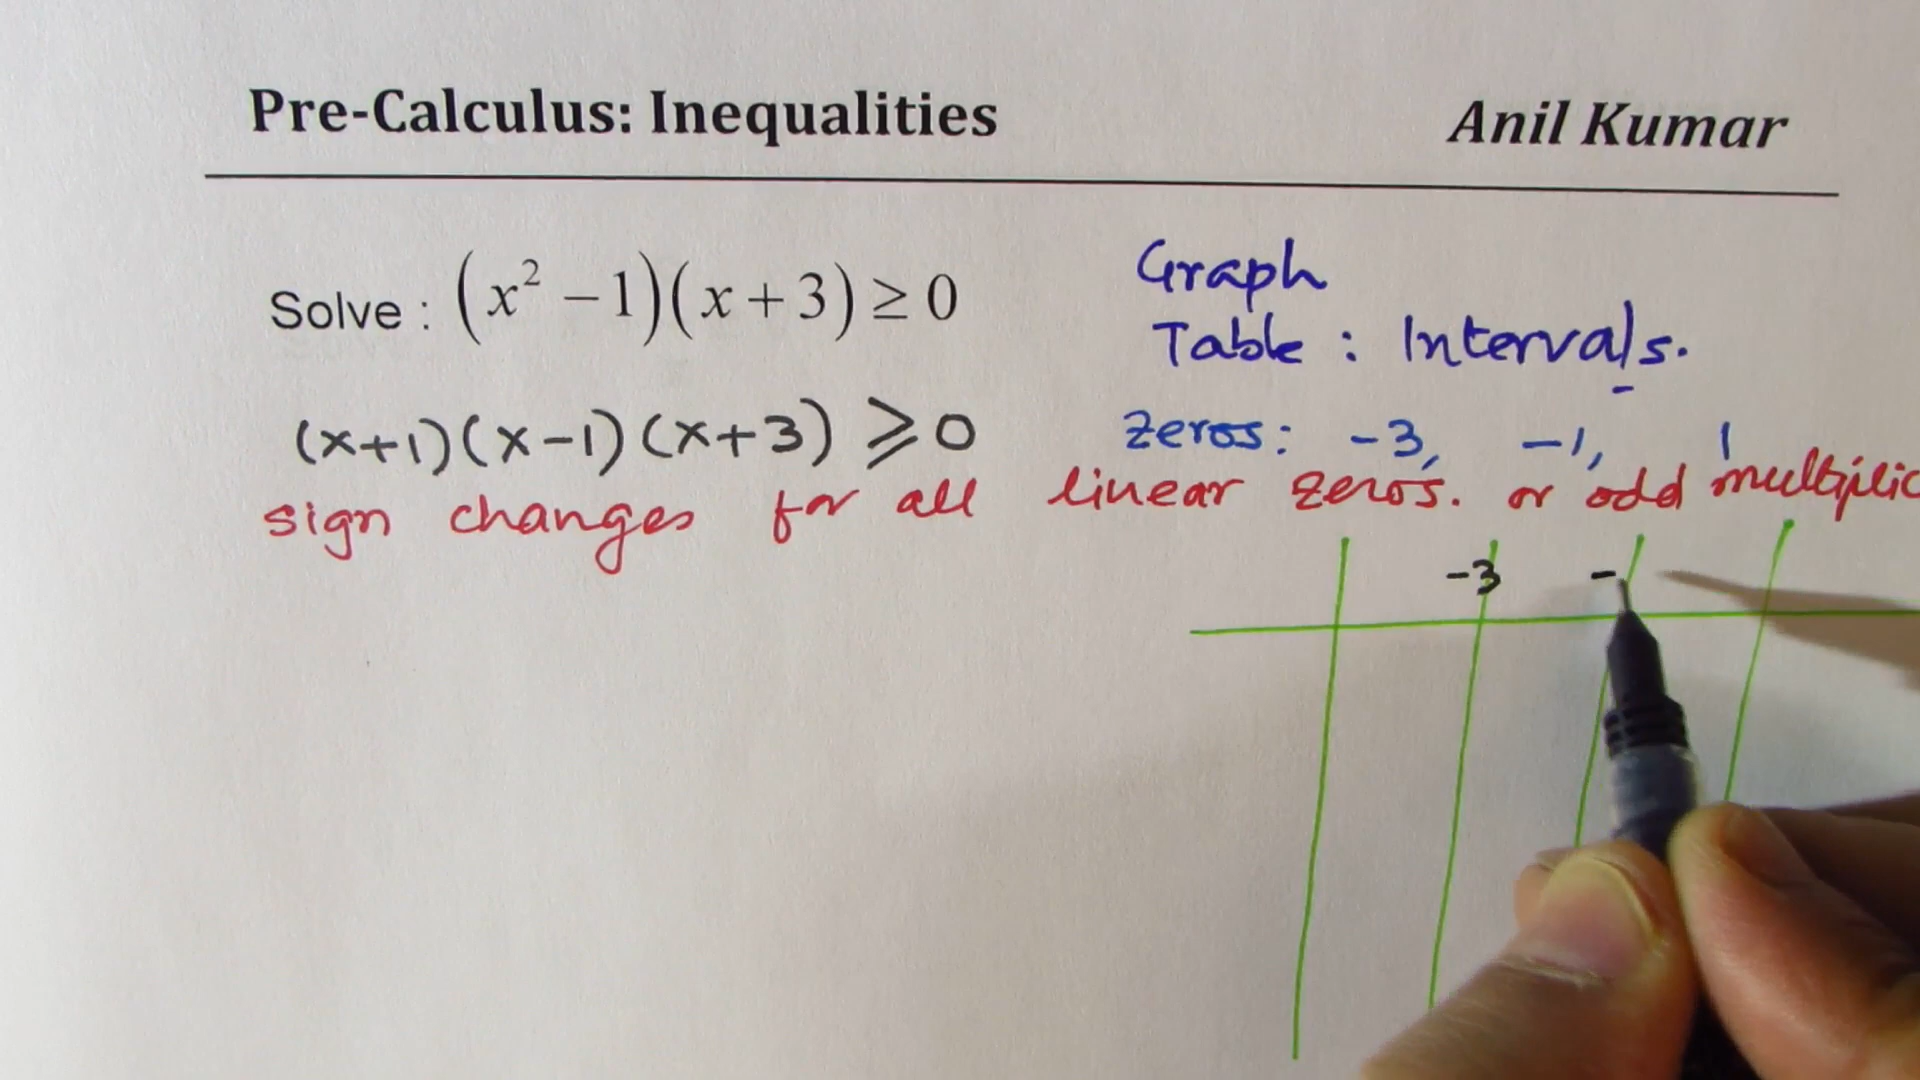 Pre-Calculus: Inequalities Anil Kumar
Solve : (x² − 1)(x + 3) ≥ 0
Graph
Table : Intervals.
(x+1)(x−1)(x+3) ⩾ 0
zeros: -3, -1, 1
sign changes for all linear zeros. or odd multiplic
-3 -